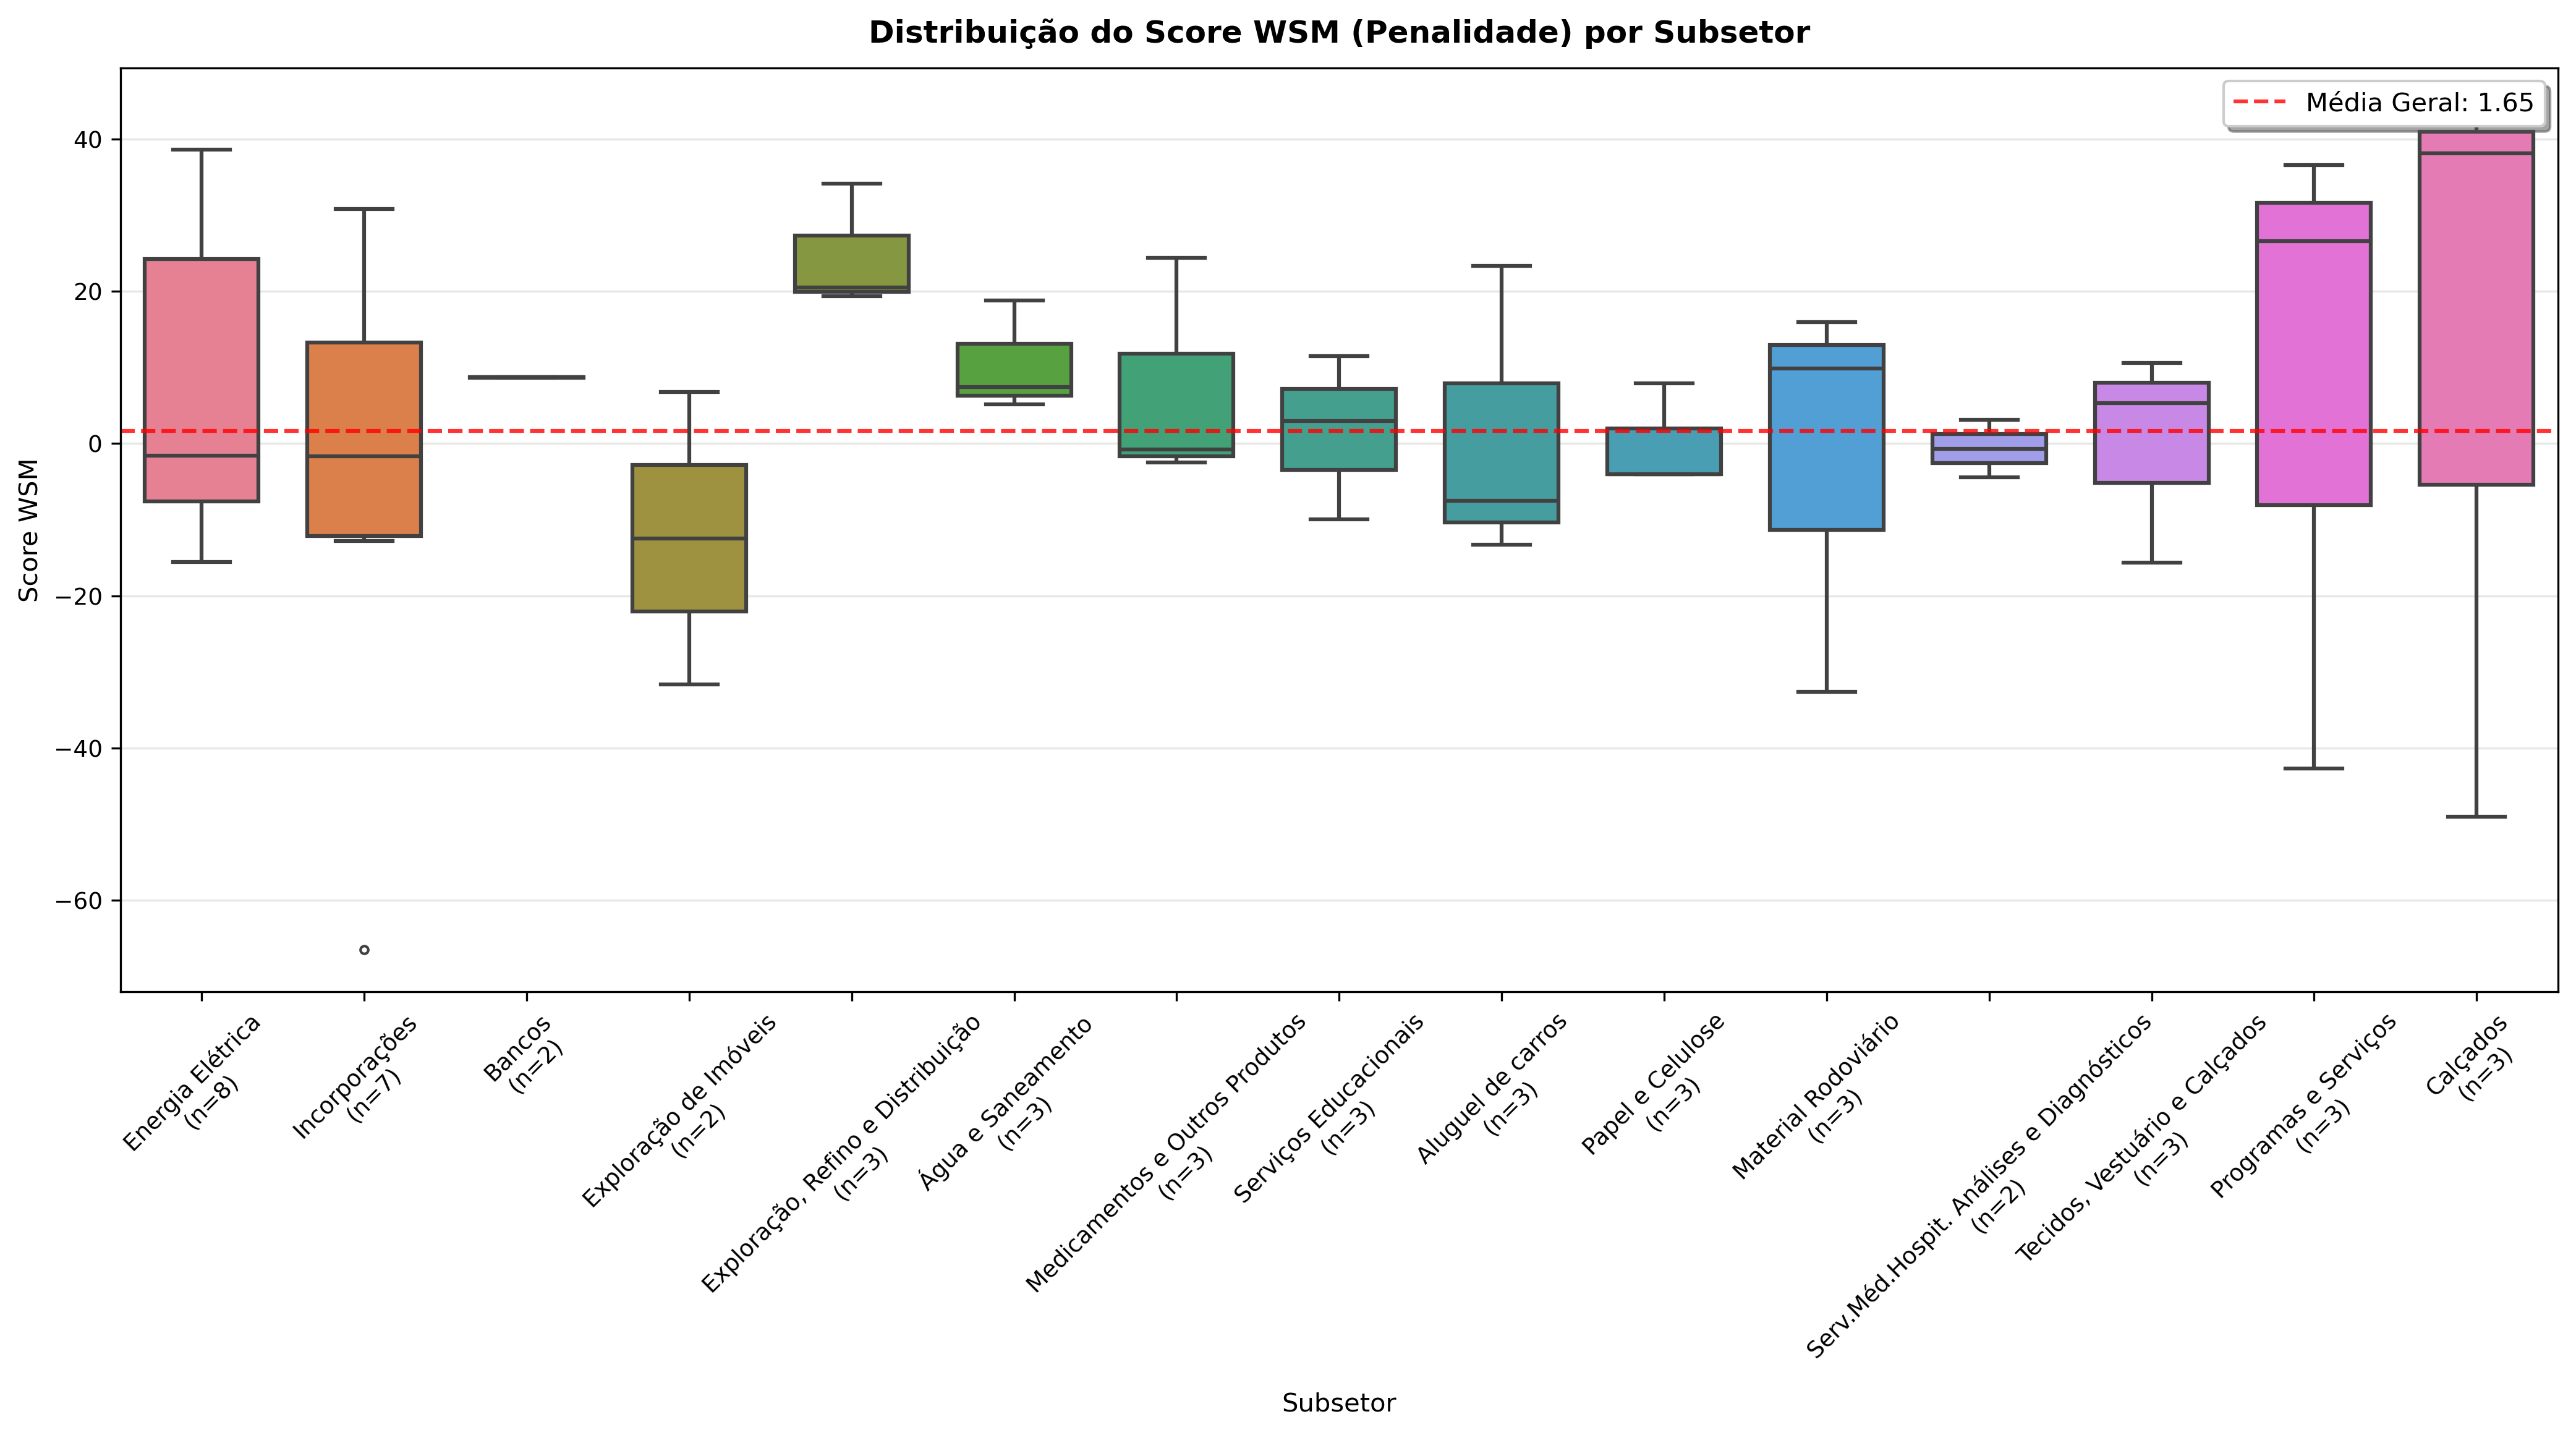 Distribuição do Score WSM (Penalidade) por Subsetor
Média Geral: 1.65
Score WSM
40
20
0
−20
−40
−60
Energia Elétrica
(n=8)
Incorporações
(n=7)
Bancos
(n=2)
Exploração de Imóveis
(n=2)
Exploração, Refino e Distribuição
(n=3)
Água e Saneamento
(n=3)
Medicamentos e Outros Produtos
(n=3)
Serviços Educacionais
(n=3)
Aluguel de carros
(n=3)
Papel e Celulose
(n=3)
Material Rodoviário
(n=3)
Serv.Méd.Hospit. Análises e Diagnósticos
(n=2)
Tecidos, Vestuário e Calçados
(n=3)
Programas e Serviços
(n=3)
Calçados
(n=3)
Subsetor